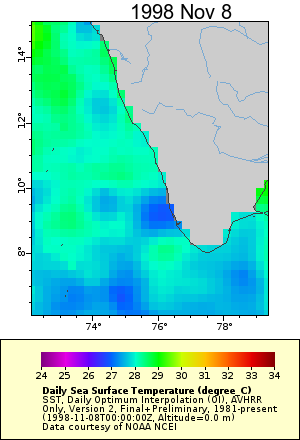 1998 Nov 8
14°
12°
10°
8°
74°
76°
78°
24 25 26 27 28 29 30 31 32 33 34
Daily Sea Surface Temperature (degree_C)
SST, Daily Optimum Interpolation (OI), AVHRR
Only, Version 2, Final+Preliminary, 1981-present
(1998-11-08T00:00:00Z, Altitude=0.0 m)
Data courtesy of NOAA NCEI